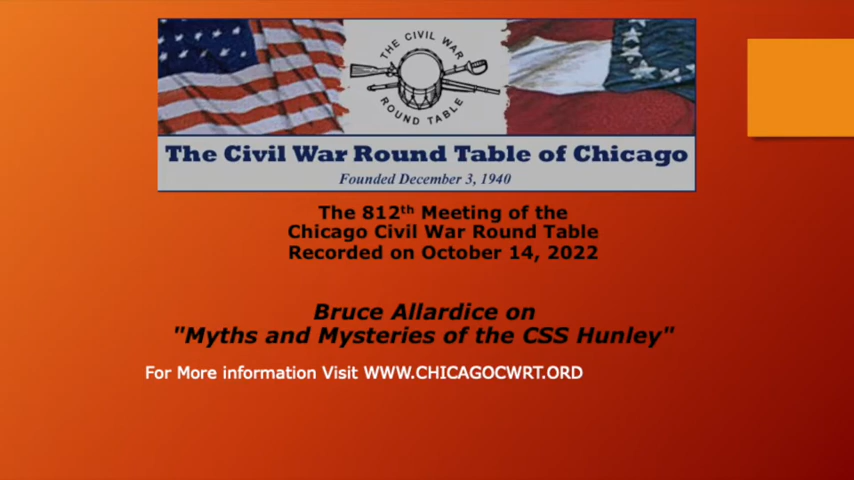 THE CIVIL WAR
ROUND TABLE
The Civil War Round Table of Chicago
Founded December 3, 1940
The 812th Meeting of the
Chicago Civil War Round Table
Recorded on October 14, 2022
Bruce Allardice on
"Myths and Mysteries of the CSS Hunley"
For More information Visit WWW.CHICAGOCWRT.ORD